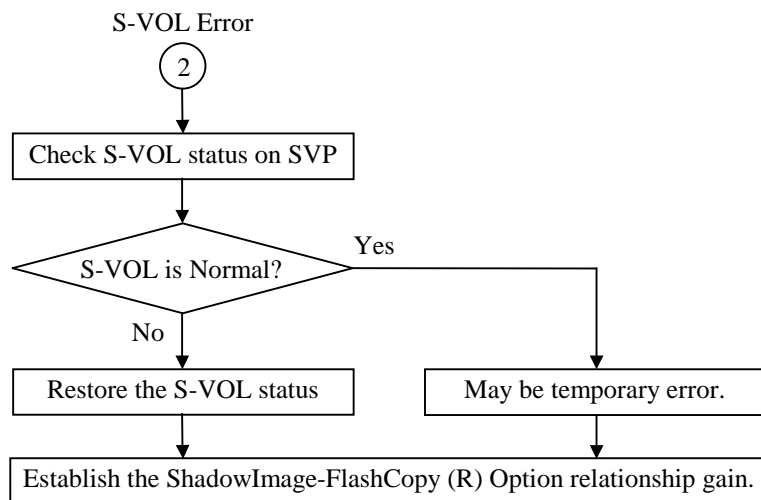 S-VOL Error
2
Check S-VOL status on SVP
S-VOL is Normal?
Yes
No
Restore the S-VOL status
May be temporary error.
Establish the ShadowImage-FlashCopy (R) Option relationship gain.